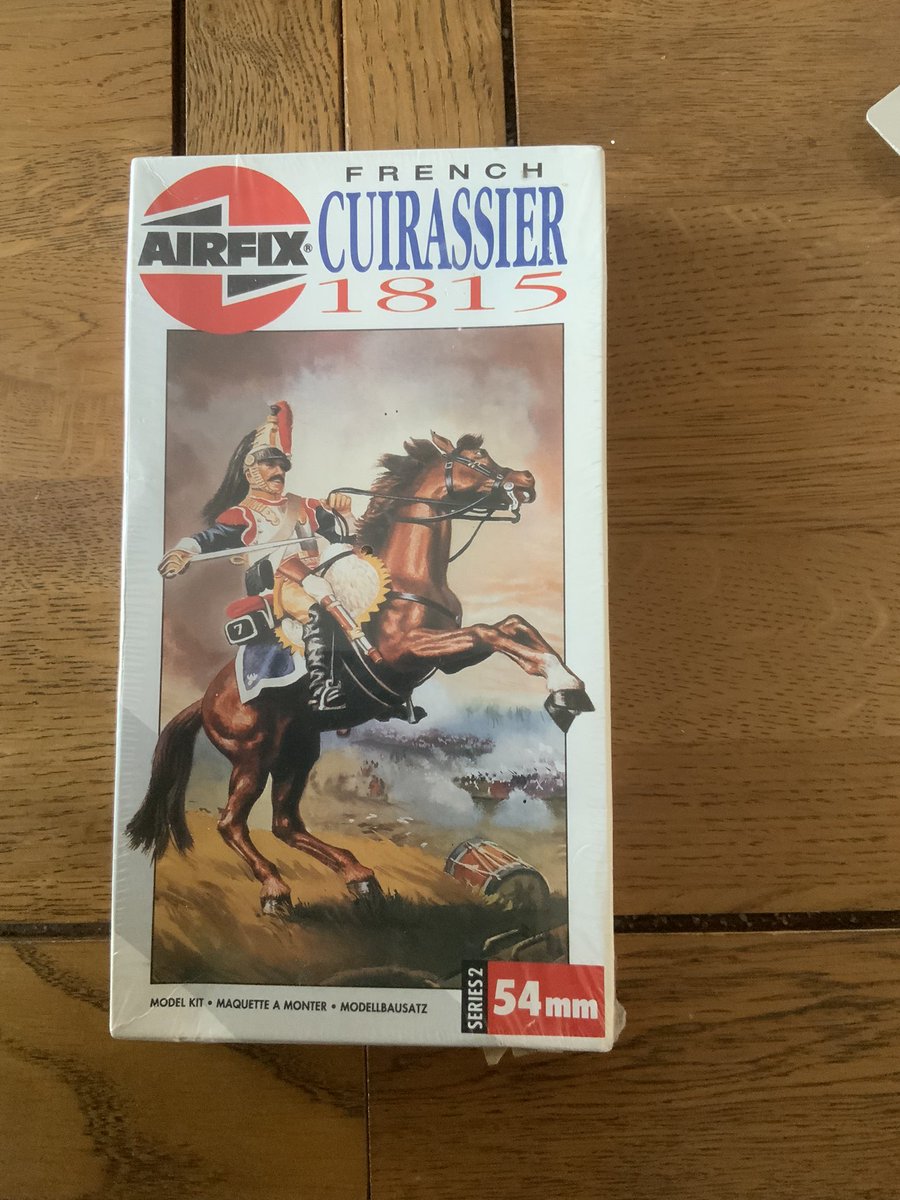 FRENCH
AIRFIX®
CUIRASSIER
1815
7
MODEL KIT • MAQUETTE A MONTER • MODELLBAUSATZ
SERIES 2
54mm